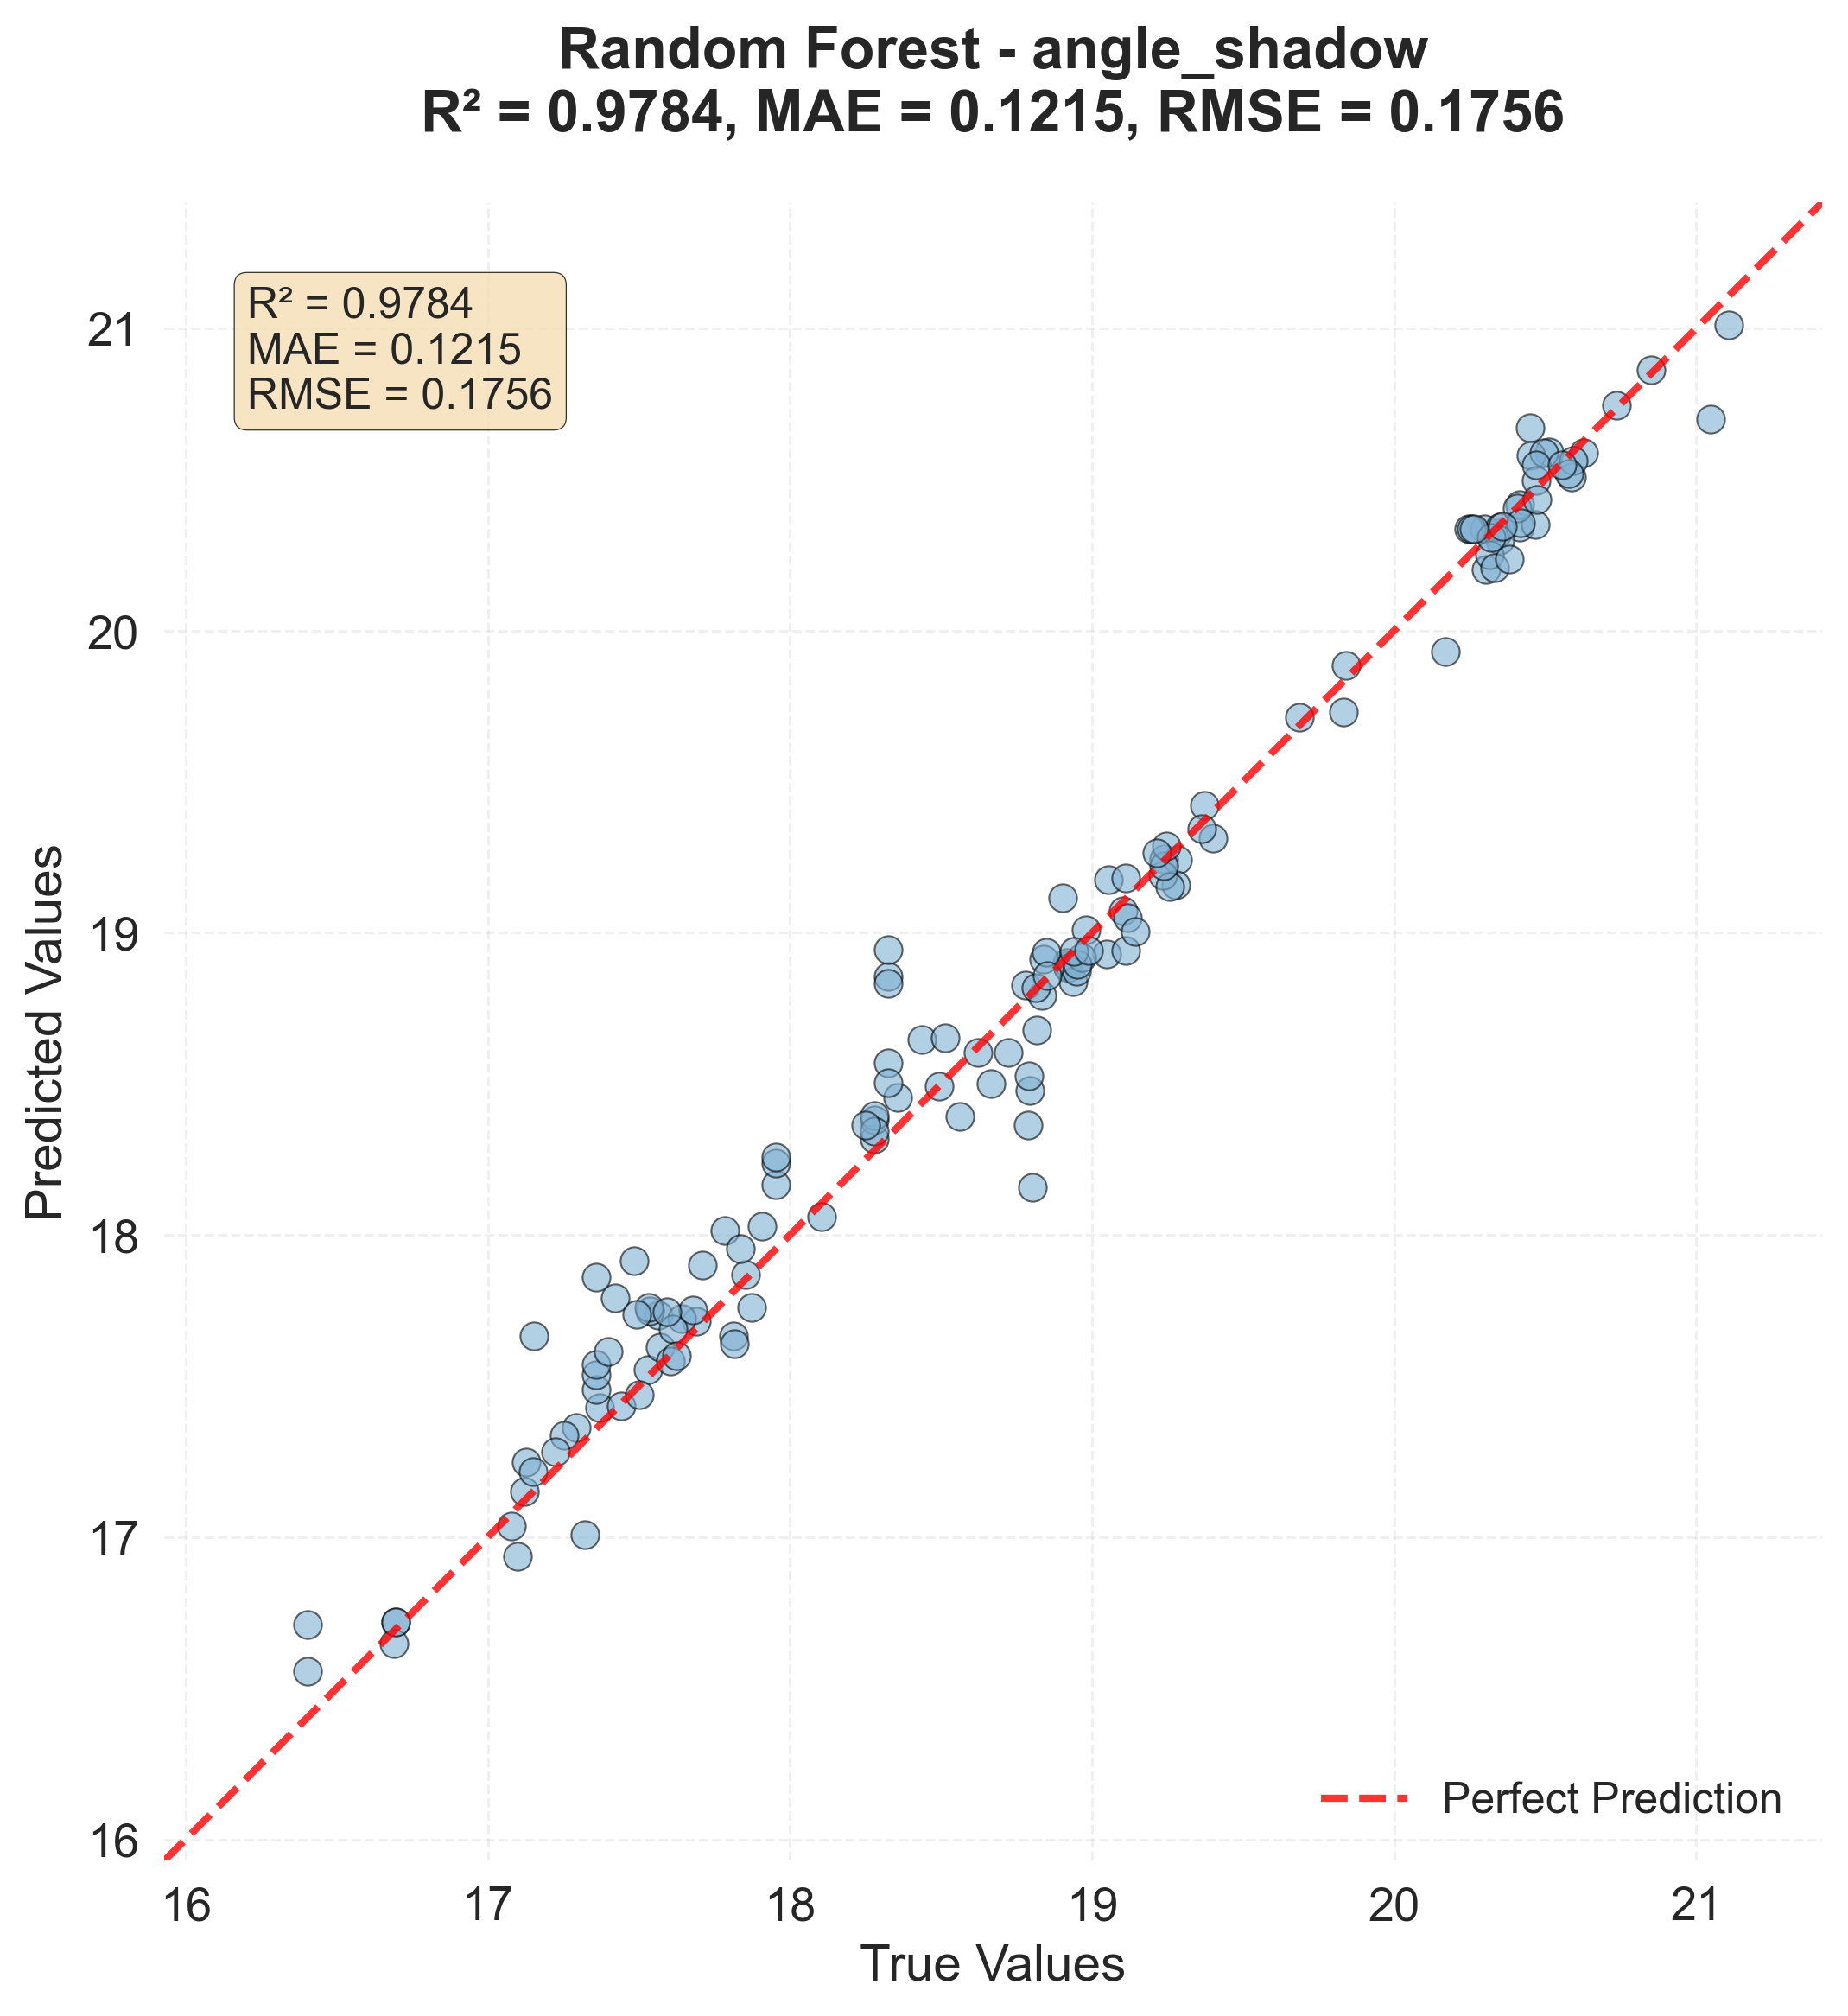 Random Forest - angle_shadow
R² = 0.9784, MAE = 0.1215, RMSE = 0.1756
R² = 0.9784
MAE = 0.1215
RMSE = 0.1756
Predicted Values
21
20
19
18
17
16
Perfect Prediction
16 17 18 19 20 21
True Values